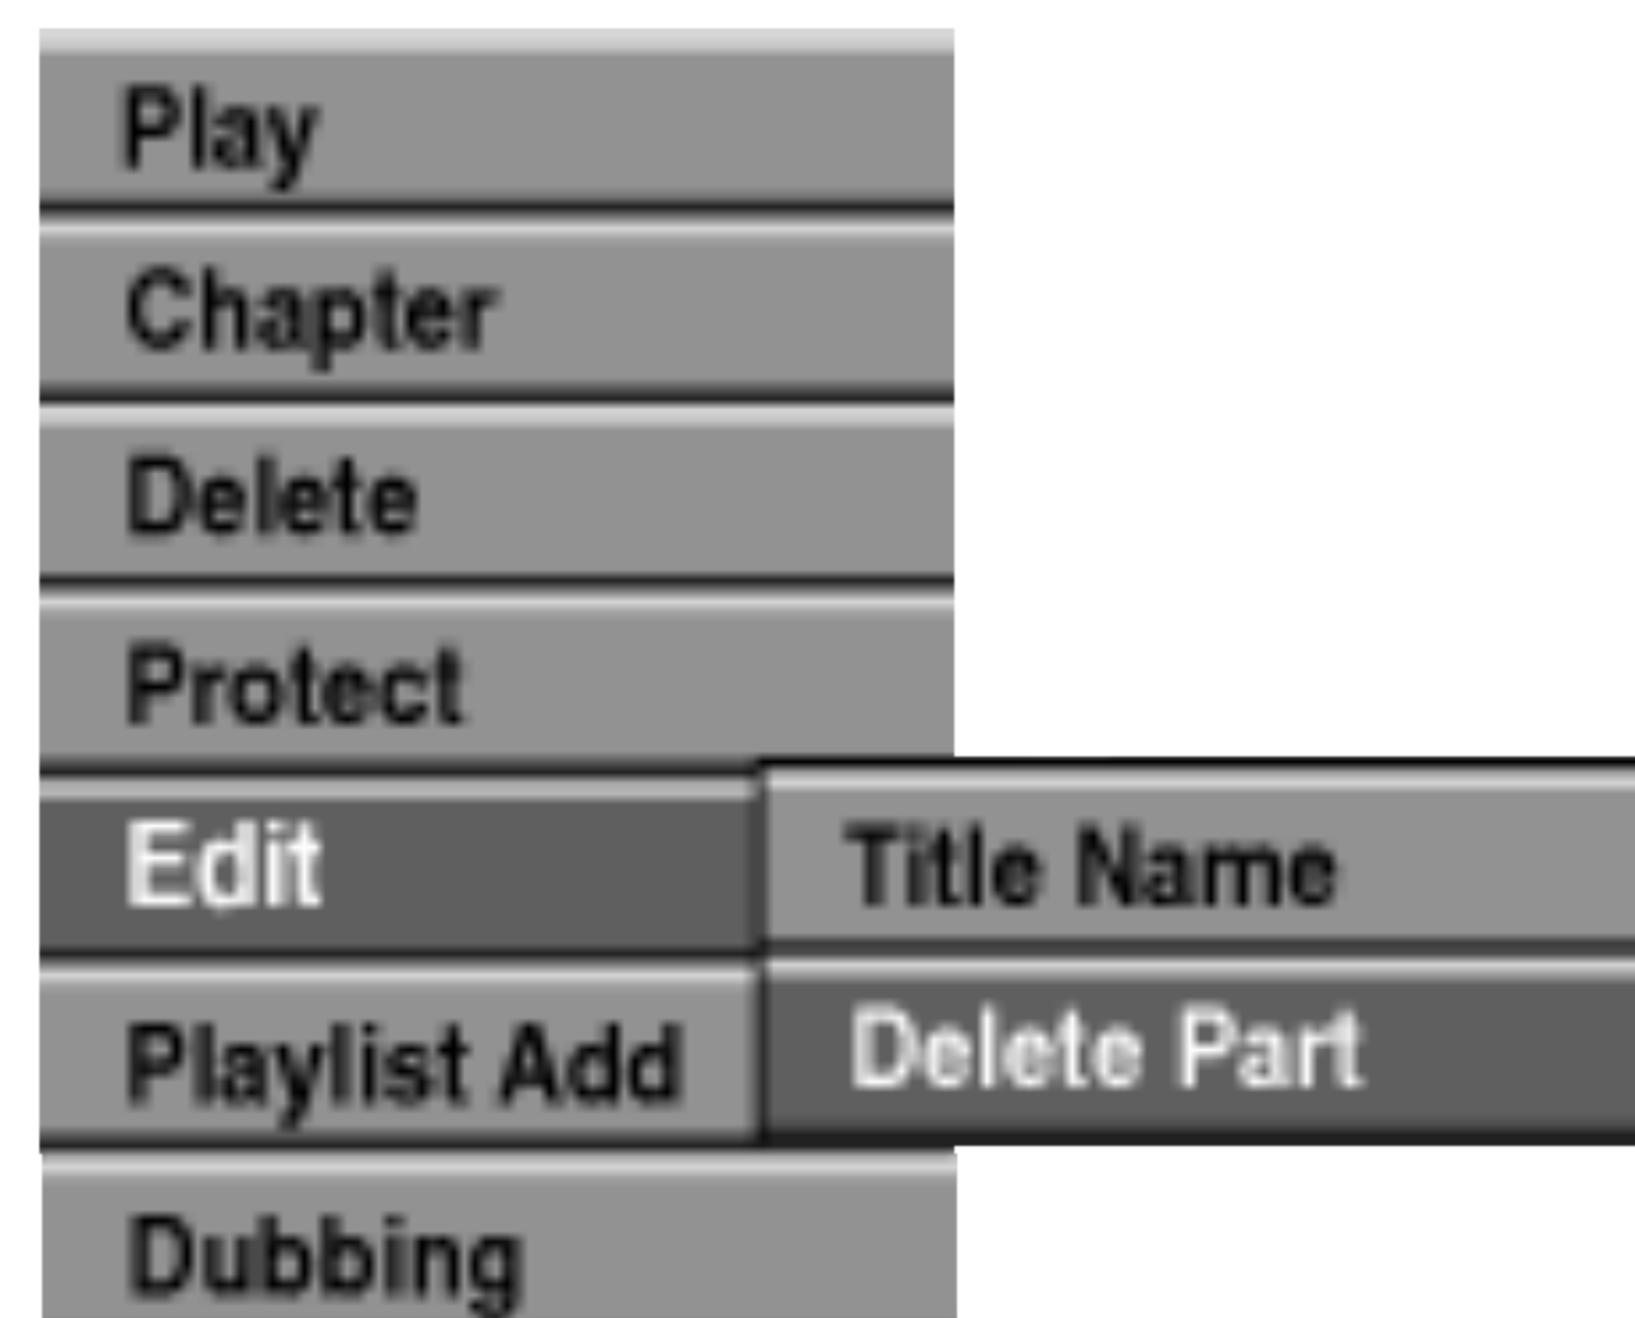 Play
Chapter
Delete
Protect
Edit
Title Name
Playlist Add
Delete Part
Dubbing